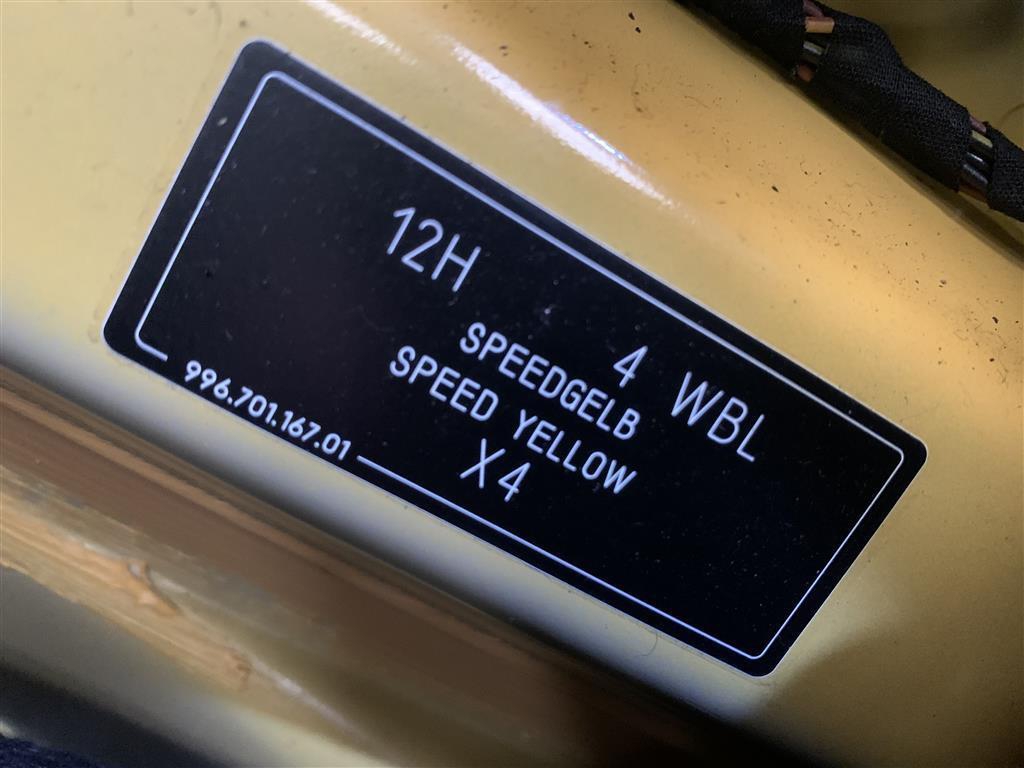 12H 4 WBL
SPEEDGELB
SPEED YELLOW
X4
996.701.167.01